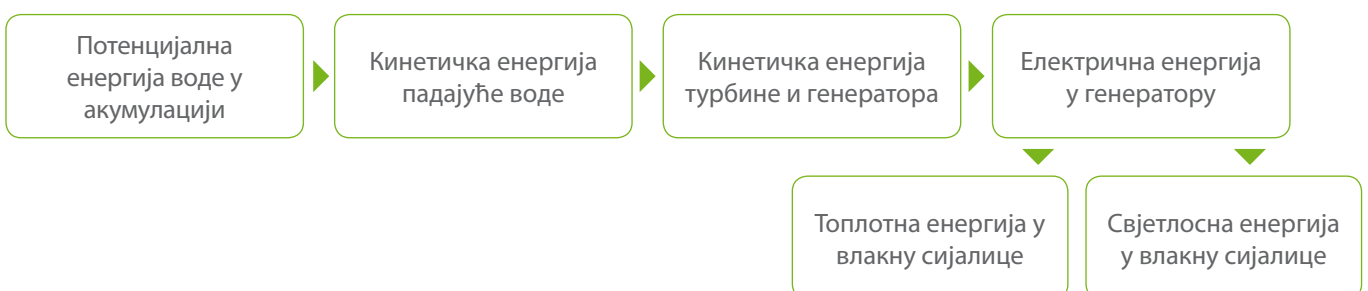 Потенцијална
енергија воде у
акумулацији
Кинетичка енергија
падајуће воде
Кинетичка енергија
турбине и генератора
Електрична енергија
у генератору
Топлотна енергија у
влакну сијалице
Свјетлосна енергија
у влакну сијалице